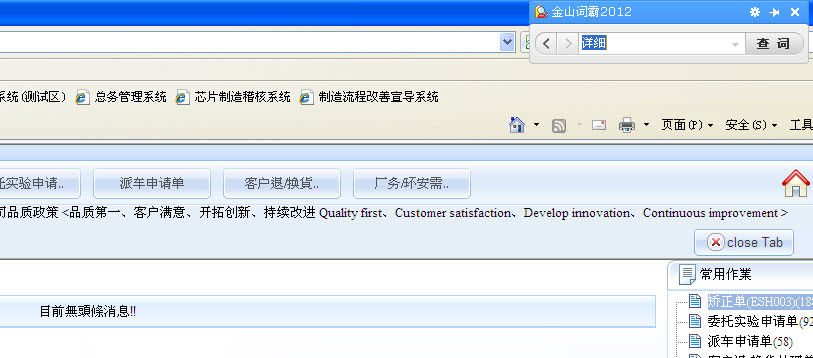 金山词霸2012
详细
查 词
系统(测试区) 总务管理系统 芯片制造稽核系统 制造流程改善宣导系统
页面(P) 安全(S) 工具
托实验申请.. 派车申请单 客户退/换貨.. 厂务/环安需..
司品质政策 <品质第一、客户满意、开拓创新、持续改进 Quality first、Customer satisfaction、Develop innovation、Continuous improvement >
close Tab
常用作業
目前無頭條消息!!
矫正单(ESH003)(18
委托实验申请单(92
派车申请单(58)